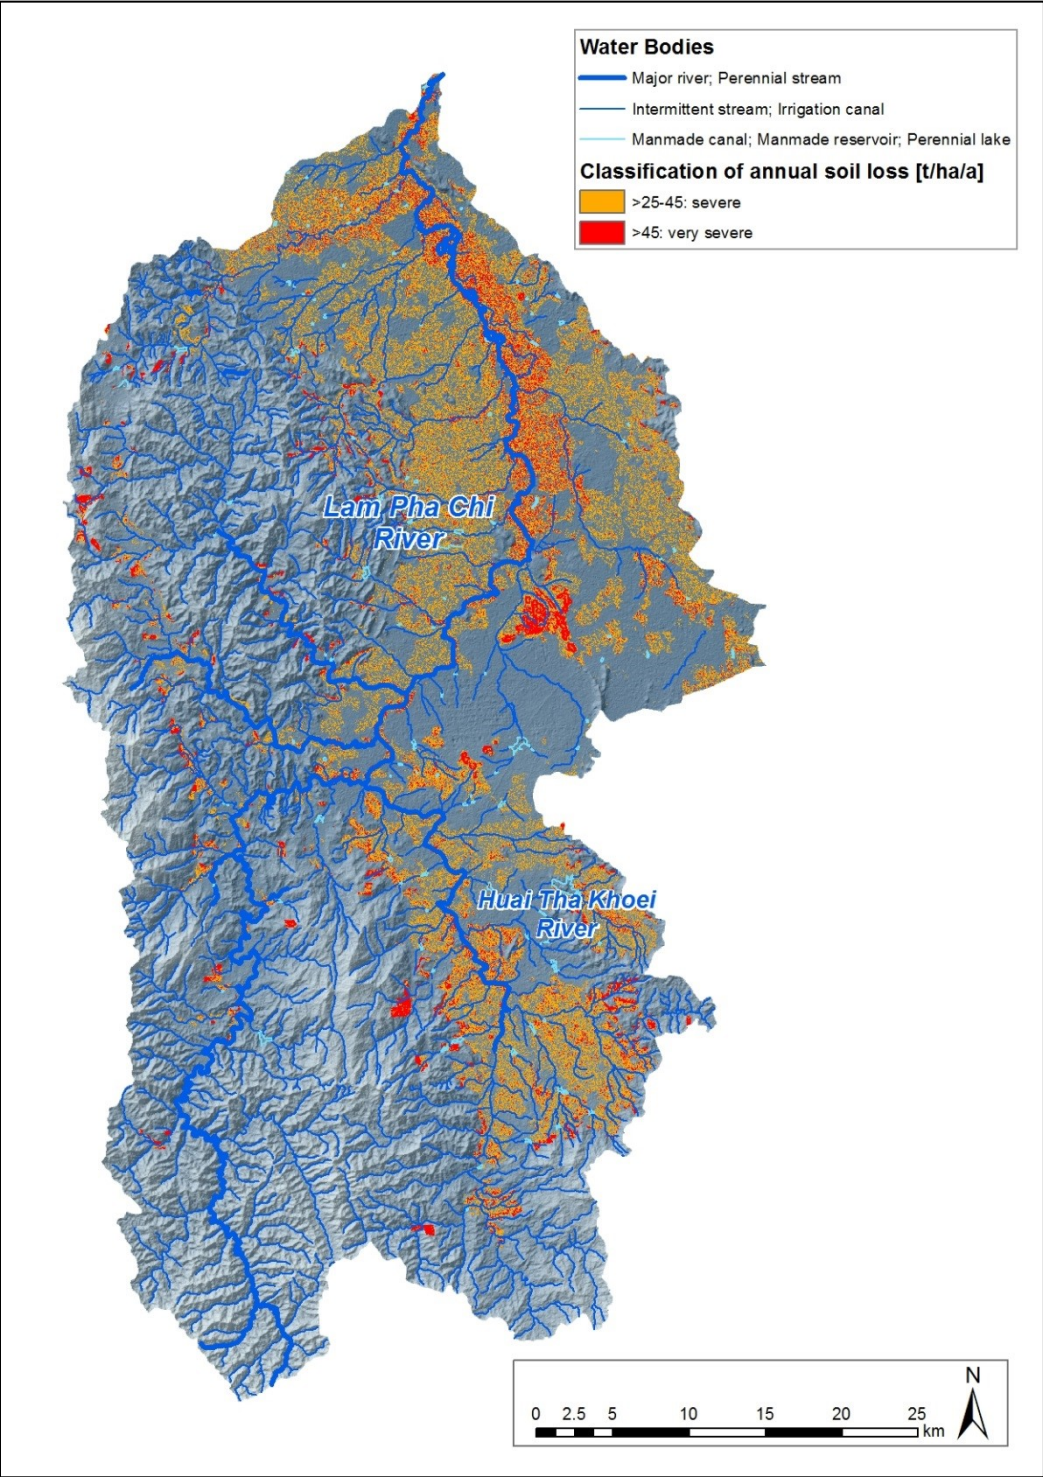 Water Bodies
Major river; Perennial stream
Intermittent stream; Irrigation canal
Manmade canal; Manmade reservoir; Perennial lake
Classification of annual soil loss [t/ha/a]
>25-45: severe
>45: very severe
Lam Pha Chi
River
Huai Tha Khoei
River
N
0 2.5 5 10 15 20 25
km